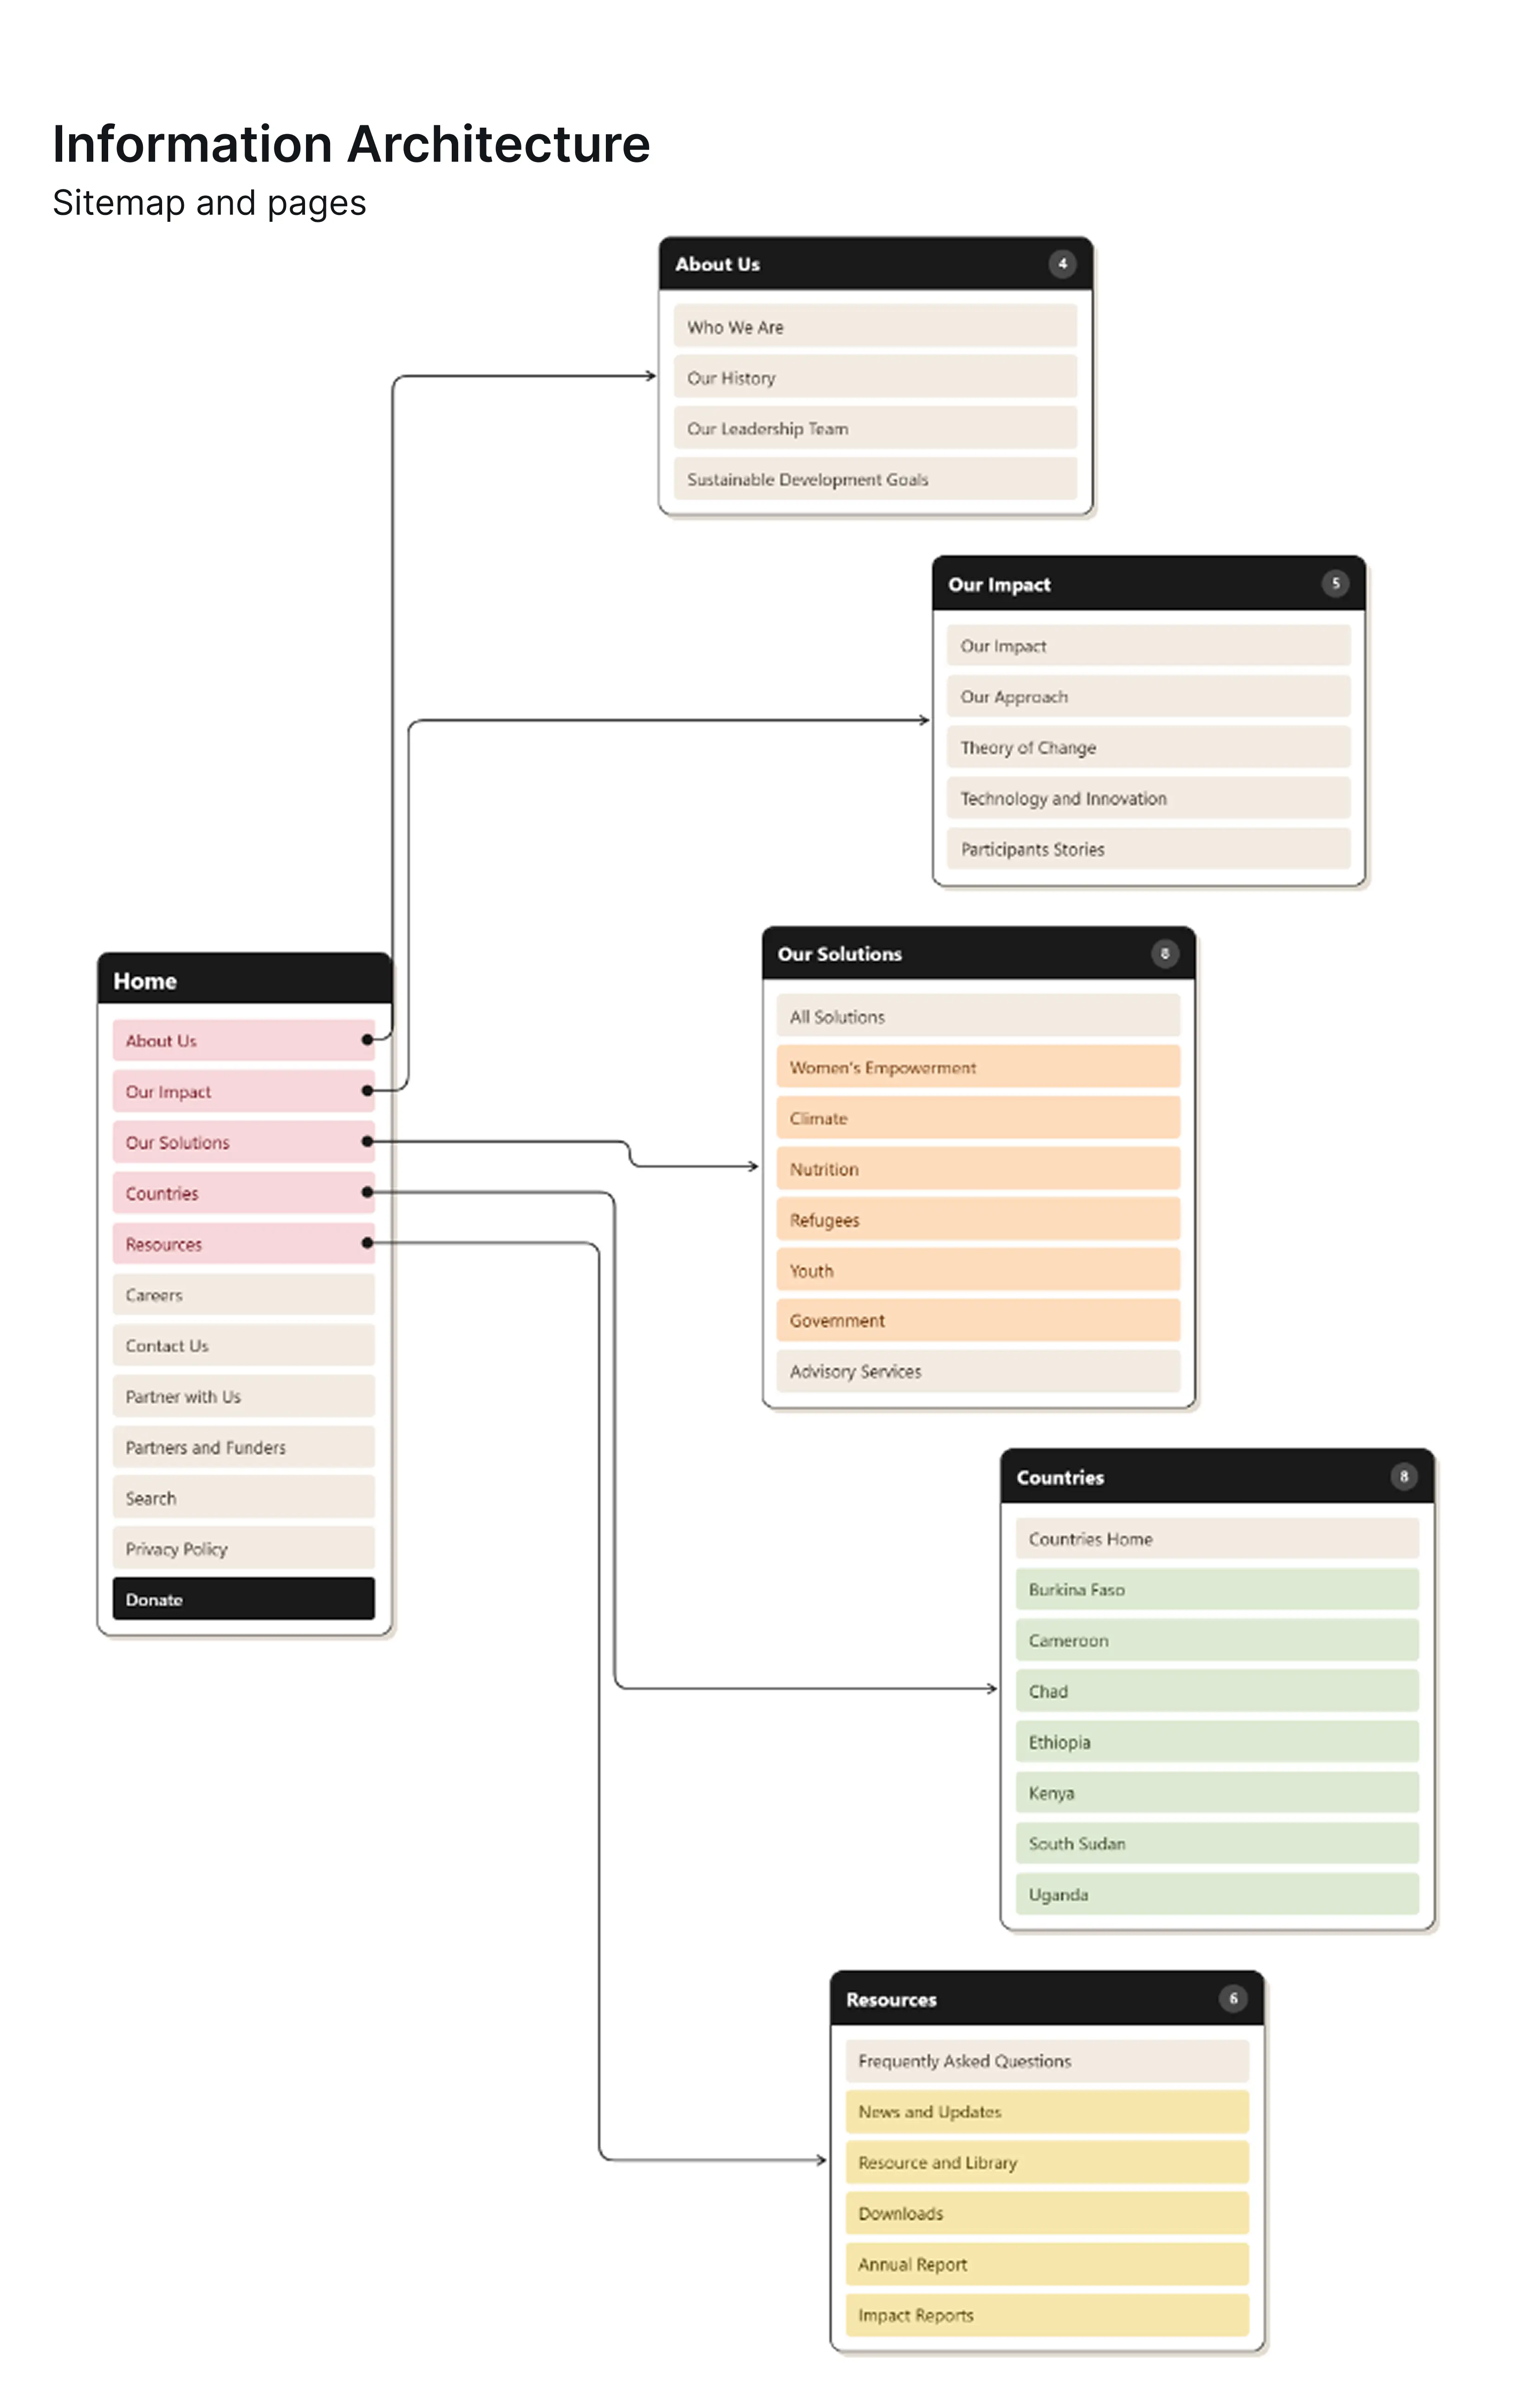 Information Architecture
Sitemap and pages
About Us 4
Who We Are
Our History
Our Leadership Team
Sustainable Development Goals
Our Impact 5
Our Impact
Our Approach
Theory of Change
Technology and Innovation
Participants Stories
Home
About Us
Our Impact
Our Solutions
Countries
Resources
Careers
Contact Us
Partner with Us
Partners and Funders
Search
Privacy Policy
Donate
Our Solutions 8
All Solutions
Women's Empowerment
Climate
Nutrition
Refugees
Youth
Government
Advisory Services
Countries 8
Countries Home
Burkina Faso
Cameroon
Chad
Ethiopia
Kenya
South Sudan
Uganda
Resources 6
Frequently Asked Questions
News and Updates
Resource and Library
Downloads
Annual Report
Impact Reports